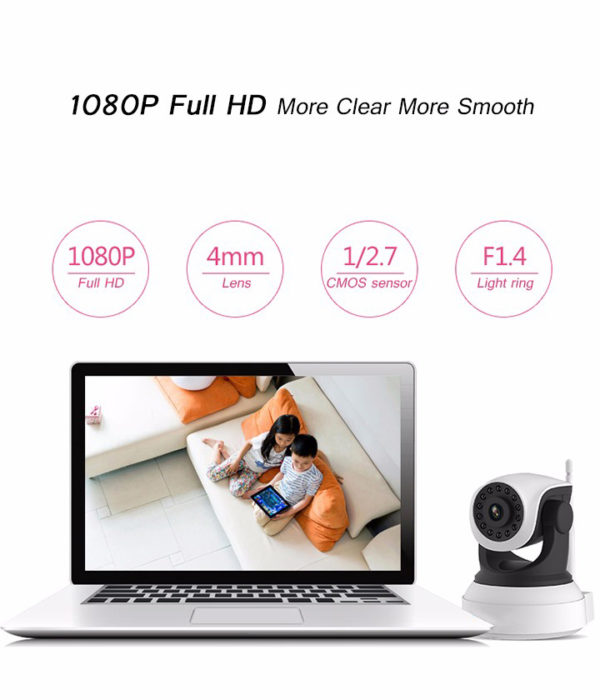 1080P Full HD More Clear More Smooth
1080P
Full HD
4mm
Lens
1/2.7
CMOS sensor
F1.4
Light ring